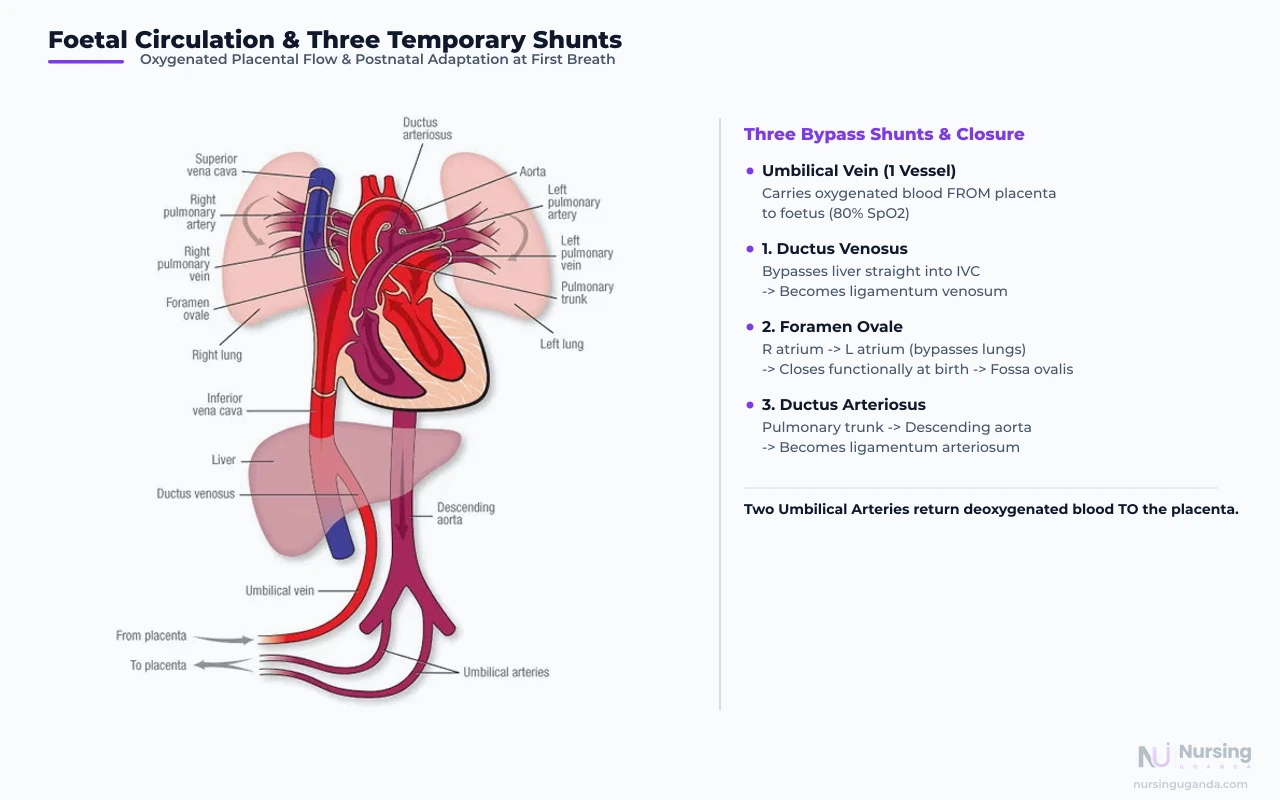 Foetal Circulation & Three Temporary Shunts
Oxygenated Placental Flow & Postnatal Adaptation at First Breath
Ductus
arteriosus
Superior
vena cava
Aorta
Right
pulmonary
artery
Left
pulmonary
artery
Right
pulmonary
vein
Left
pulmonary
vein
Foramen
ovale
Pulmonary
trunk
Right lung
Left lung
Inferior
vena cava
Liver
Ductus venosus
Descending
aorta
Umbilical vein
From placenta
To placenta
Umbilical arteries
Three Bypass Shunts & Closure
Umbilical Vein (1 Vessel)
Carries oxygenated blood FROM placenta
to foetus (80% SpO2)
1. Ductus Venosus
Bypasses liver straight into IVC
-> Becomes ligamentum venosum
2. Foramen Ovale
R atrium -> L atrium (bypasses lungs)
-> Closes functionally at birth -> Fossa ovalis
3. Ductus Arteriosus
Pulmonary trunk -> Descending aorta
-> Becomes ligamentum arteriosum
Two Umbilical Arteries return deoxygenated blood TO the placenta.
NU Nursing
UGANDA
nursinguganda.com